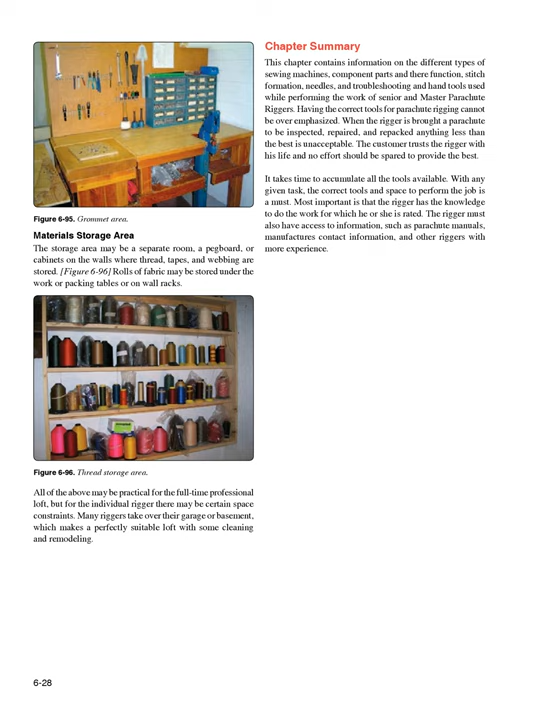 Figure 6-95. Grommet area.
Materials Storage Area
The storage area may be a separate room, a pegboard, or
cabinets on the walls where thread, tapes, and webbing are
stored. [Figure 6-96] Rolls of fabric may be stored under the
work or packing tables or on wall racks.
Figure 6-96. Thread storage area.
All of the above may be practical for the full-time professional
loft, but for the individual rigger there may be certain space
constraints. Many riggers take over their garage or basement,
which makes a perfectly suitable loft with some cleaning
and remodeling.
Chapter Summary
This chapter contains information on the different types of
sewing machines, component parts and there function, stitch
formation, needles, and troubleshooting and hand tools used
while performing the work of senior and Master Parachute
Riggers. Having the correct tools for parachute rigging cannot
be over emphasized. When the rigger is brought a parachute
to be inspected, repaired, and repacked anything less than
the best is unacceptable. The customer trusts the rigger with
his life and no effort should be spared to provide the best.
It takes time to accumulate all the tools available. With any
given task, the correct tools and space to perform the job is
a must. Most important is that the rigger has the knowledge
to do the work for which he or she is rated. The rigger must
also have access to information, such as parachute manuals,
manufactures contact information, and other riggers with
more experience.
6-28